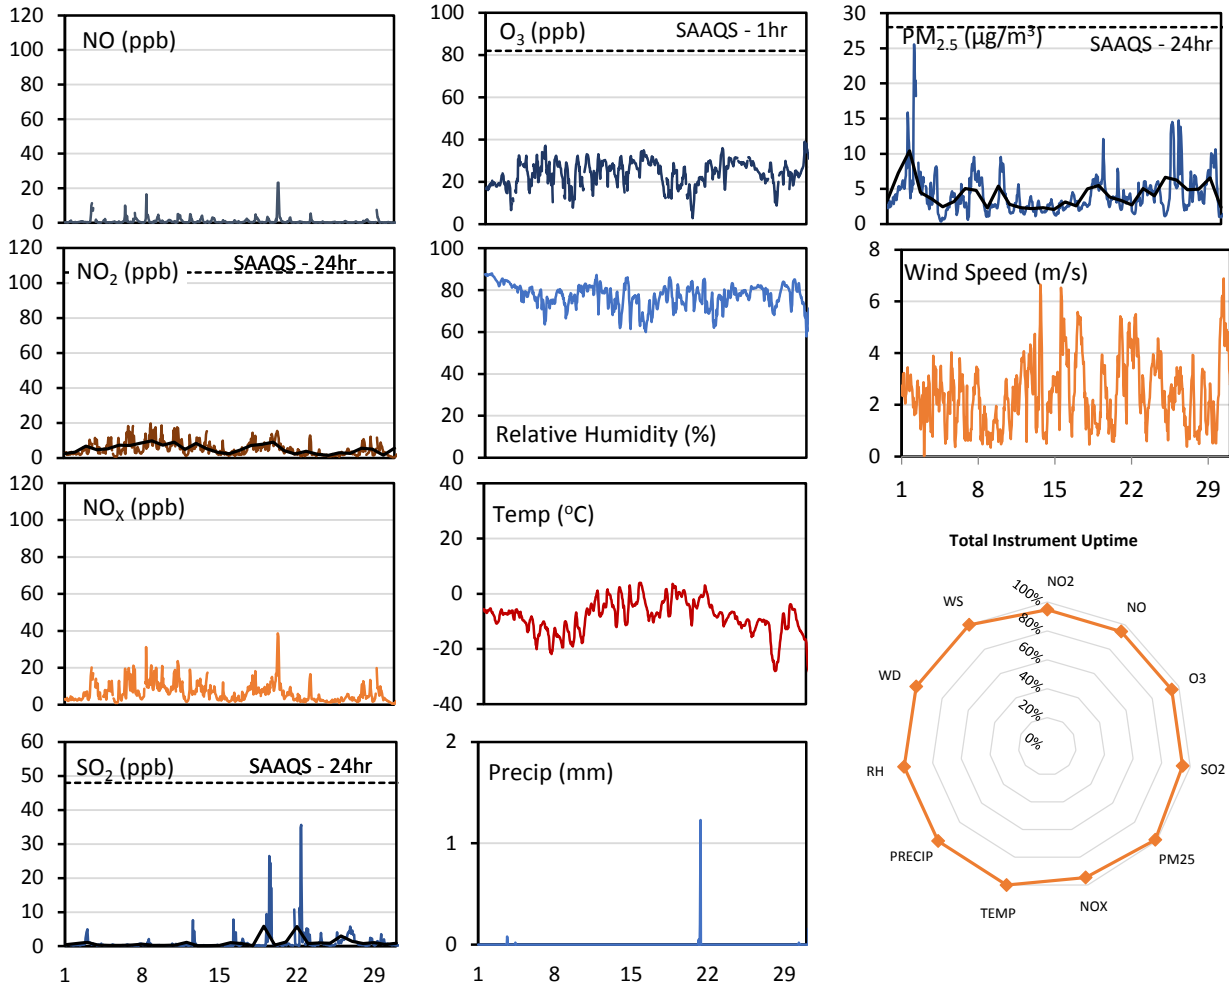 120
100
80
60
40
20
0
NO (ppb)
120
100
80
60
40
20
0
NO₂ (ppb)
SAAQS - 24hr
120
100
80
60
40
20
0
NOₓ (ppb)
60
50
40
30
20
10
0
SO₂ (ppb)
SAAQS - 24hr
1 8 15 22 29
100
80
60
40
20
0
O₃ (ppb)
SAAQS - 1hr
100
80
60
40
20
0
Relative Humidity (%)
40
20
0
-20
-40
Temp (°C)
2
1
0
Precip (mm)
1 8 15 22 29
30
25
20
15
10
5
0
PM₂.₅ (µg/m³)
SAAQS - 24hr
8
6
4
2
0
Wind Speed (m/s)
1 8 15 22 29
Total Instrument Uptime
100%
80%
60%
40%
20%
0%
NO2
NO
O3
SO2
PM25
NOX
TEMP
PRECIP
RH
WD
WS